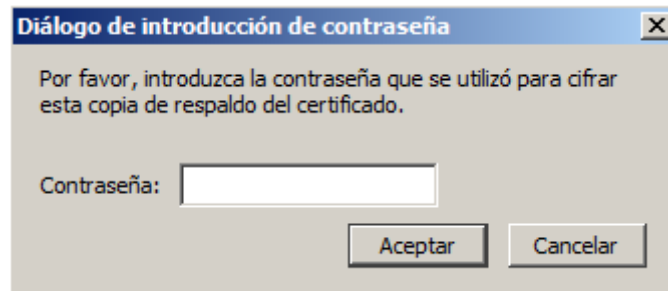 Diálogo de introducción de contraseña
Por favor, introduzca la contraseña que se utilizó para cifrar
esta copia de respaldo del certificado.
Contraseña:
Aceptar
Cancelar